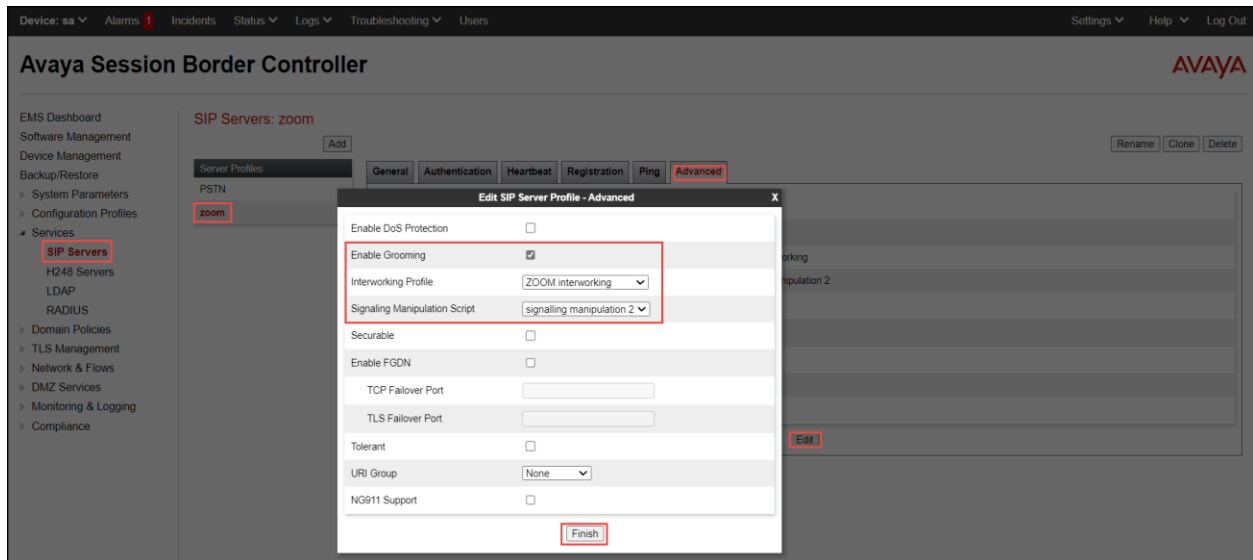 Device: sa Alarms 1 Incidents Status Logs Troubleshooting Users Settings Help Log Out
Avaya Session Border Controller AVAYA
EMS Dashboard
Software Management
Device Management
Backup/Restore
System Parameters
Configuration Profiles
Services
SIP Servers
H248 Servers
LDAP
RADIUS
Domain Policies
TLS Management
Network & Flows
DMZ Services
Monitoring & Logging
Compliance
SIP Servers: zoom
Add Rename Clone Delete
Server Profiles
PSTN
zoom
General Authentication Heartbeat Registration Ping Advanced
Edit SIP Server Profile - Advanced X
Enable DoS Protection
Enable Grooming
Interworking Profile ZOOM interworking
Signaling Manipulation Script signalling manipulation 2
Securable
Enable FGDN
TCP Failover Port
TLS Failover Port
Tolerant
URI Group None
NG911 Support
Finish
orking
nipulation 2
Edit